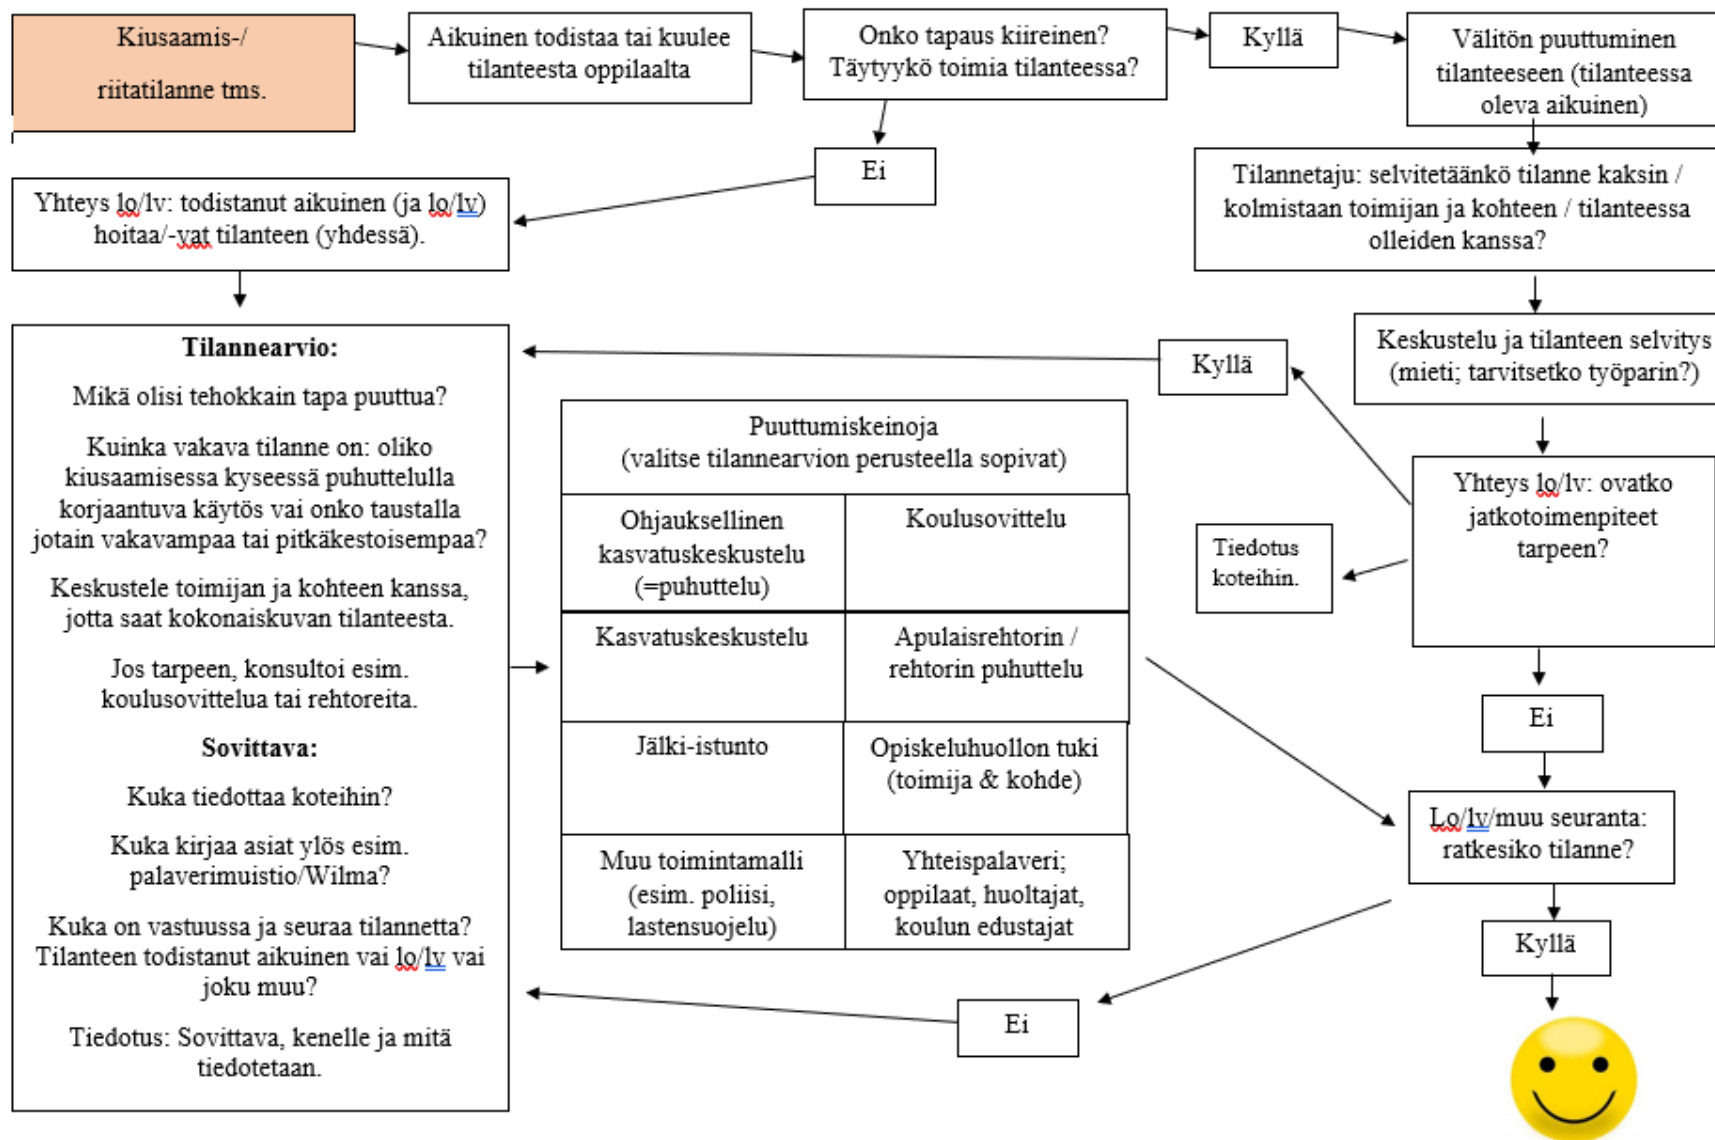 Kiusaamis-/
riitatilanne tms.
Aikuinen todistaa tai kuulee
tilanteesta oppilaalta
Onko tapaus kiireinen?
Täytyykö toimia tilanteessa?
Kyllä
Välitön puuttuminen
tilanteeseen (tilanteessa
oleva aikuinen)
Ei
Yhteys lo/lv: todistanut aikuinen (ja lo/lv)
hoitaa/-vat tilanteen (yhdessä).
Tilannetaju: selvitetäänkö tilanne kaksin /
kolmistaan toimijan ja kohteen / tilanteessa
olleiden kanssa?
Keskustelu ja tilanteen selvitys
(mieti; tarvitsetko työparin?)
Kyllä
Yhteys lo/lv: ovatko
jatkotoimenpiteet
tarpeen?
Tiedotus
koteihin.
Ei
Tilannearvio:
Mikä olisi tehokkain tapa puuttua?
Kuinka vakava tilanne on: oliko
kiusaamisessa kyseessä puhuttelulla
korjaantuva käytös vai onko taustalla
jotain vakavampaa tai pitkäkestoisempaa?
Keskustele toimijan ja kohteen kanssa,
jotta saat kokonaiskuvan tilanteesta.
Jos tarpeen, konsultoi esim.
koulusovittelua tai rehtoreita.
Sovittava:
Kuka tiedottaa koteihin?
Kuka kirjaa asiat ylös esim.
palaverimuistio/Wilma?
Kuka on vastuussa ja seuraa tilannetta?
Tilanteen todistanut aikuinen vai lo/lv vai
joku muu?
Tiedotus: Sovittava, kenelle ja mitä
tiedotetaan.
Puuttumiskeinoja
(valitse tilannearvion perusteella sopivat)
Ohjauksellinen
kasvatuskeskustelu
(=puhuttelu)
Koulusovittelu
Kasvatuskeskustelu
Apulaisrehtorin /
rehtorin puhuttelu
Jälki-istunto
Opiskeluhuollon tuki
(toimija & kohde)
Muu toimintamalli
(esim. poliisi,
lastensuojelu)
Yhteispalaveri;
oppilaat, huoltajat,
koulun edustajat
Lo/lv/muu seuranta:
ratkesiko tilanne?
Kyllä
Ei